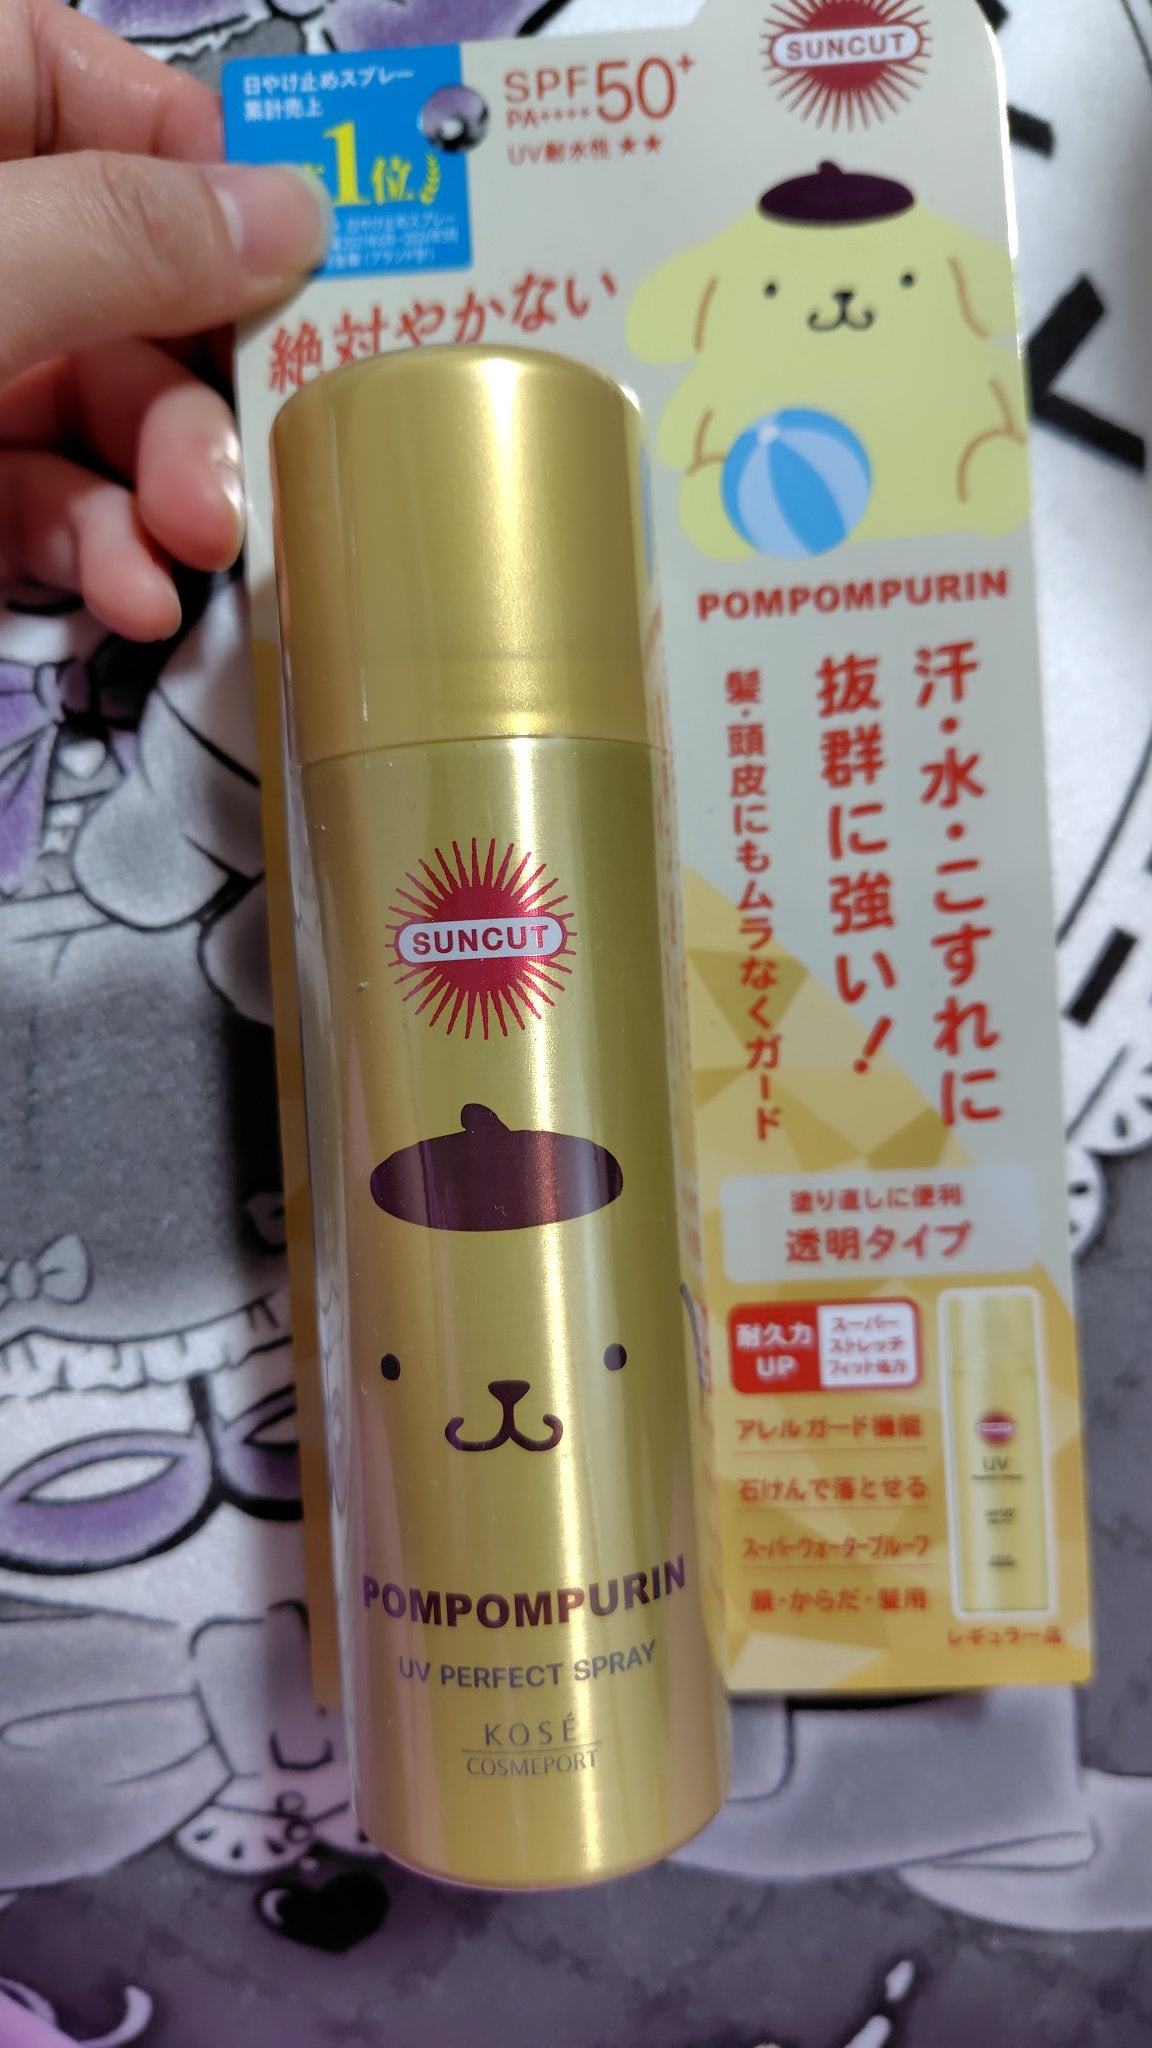 日やけ止めスプレー
累計売上
1位
SPF50+
PA++++
UV耐水性 ★★
SUNCUT
絶対やかない
POMPOMPURIN
汗・水・こすれに
抜群に強い!
髪・頭皮にもムラなくガード
塗り直しに便利
透明タイプ
耐久力
UP
スーパー
ストレッチ
フィット処方
アレルガード機能
石けんで落とせる
スーパーウォータープルーフ
顔・からだ・髪用
SUNCUT
UV
レギュラー品
SUNCUT
POMPOMPURIN
UV PERFECT SPRAY
KOSÉ
COSMEPORT